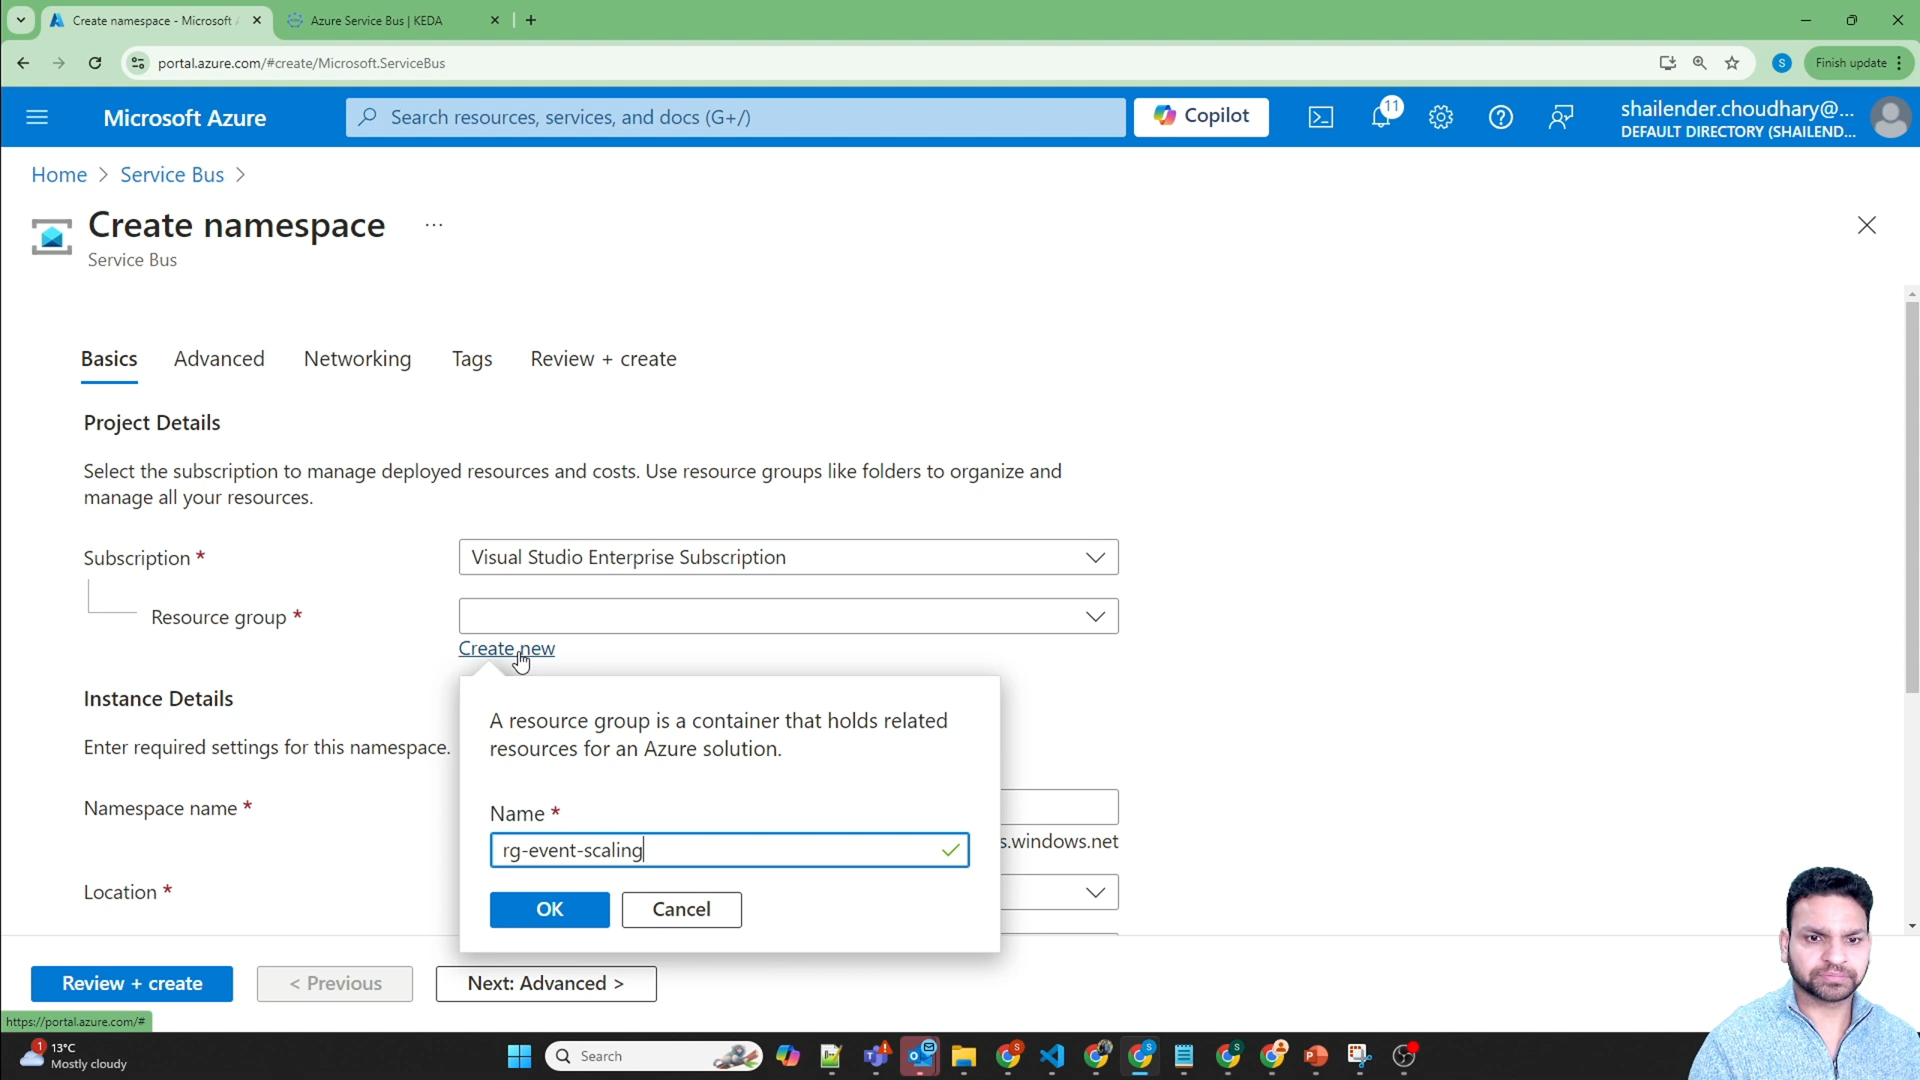 Create namespace - Microsoft A
Azure Service Bus | KEDA
portal.azure.com/#create/Microsoft.ServiceBus
S
Finish update
Microsoft Azure
Search resources, services, and docs (G+/)
Copilot
11
shailender.choudhary@...
DEFAULT DIRECTORY (SHAILEND...
Home > Service Bus >
Create namespace ...
Service Bus
Basics
Advanced
Networking
Tags
Review + create
Project Details
Select the subscription to manage deployed resources and costs. Use resource groups like folders to organize and
manage all your resources.
Subscription *
Visual Studio Enterprise Subscription
Resource group *
Create new
A resource group is a container that holds related
resources for an Azure solution.
Name *
rg-event-scaling
OK
Cancel
Instance Details
Enter required settings for this namespace.
Namespace name *
s.windows.net
Location *
Review + create
< Previous
Next: Advanced >
https://portal.azure.com/#
1
13°C
Mostly cloudy
Search